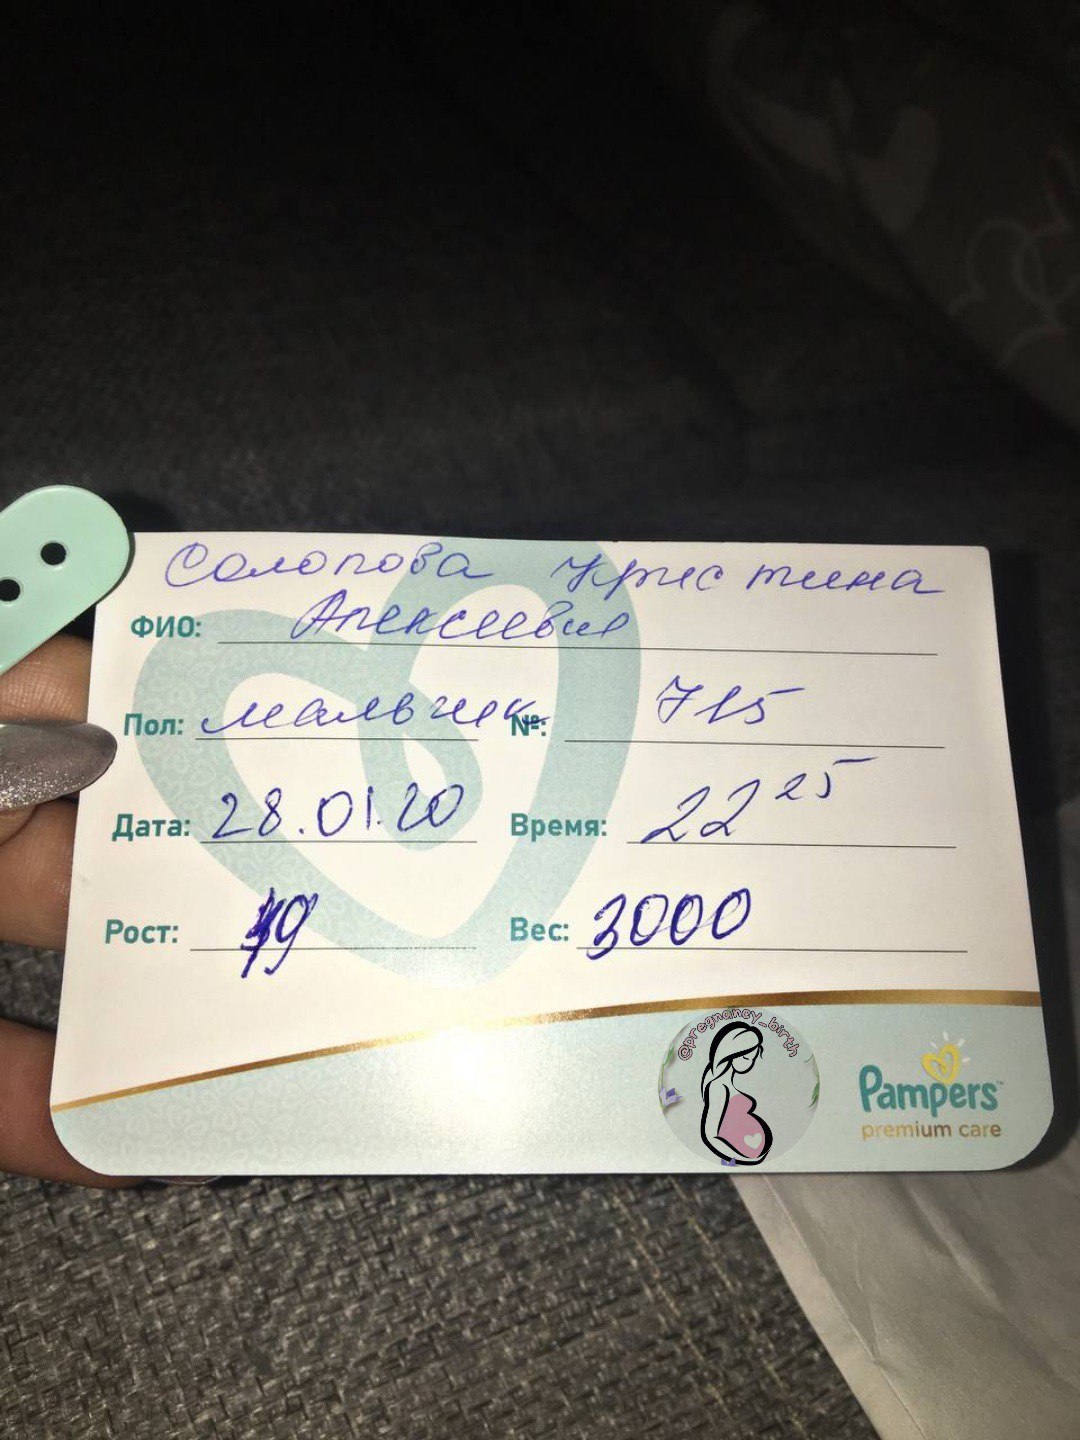 Солопова Кристина
ФИО: Алексеевна
Пол: мальчик №: 715
Дата: 28.01.20 Время: 22 25
Рост: 49 Вес: 3000
@pregnancy_birth
Pampers™
premium care